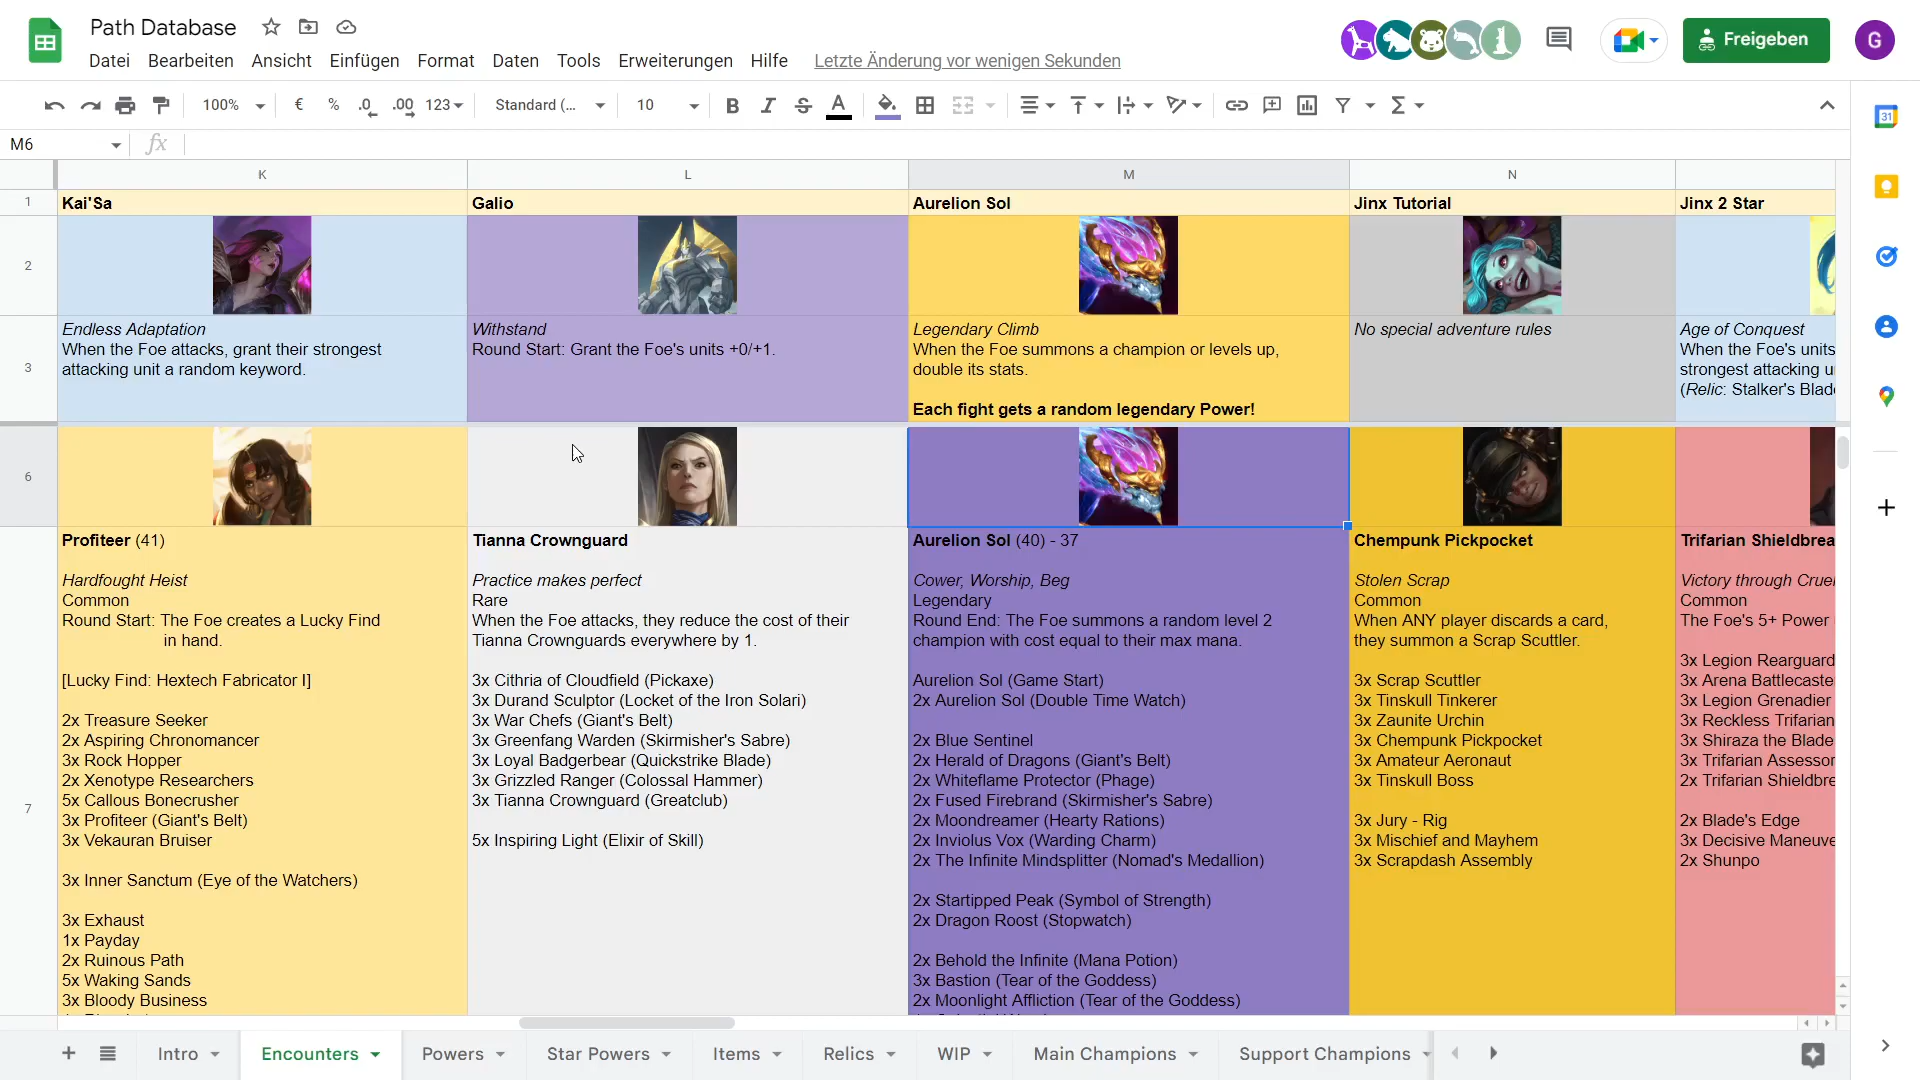 Path Database
Datei Bearbeiten Ansicht Einfügen Format Daten Tools Erweiterungen Hilfe Letzte Änderung vor wenigen Sekunden
Freigeben
G
100% € % .0 .00 123 Standard (... 10 B I S A
31
M6 fx
K L M N
1 Kai'Sa Galio Aurelion Sol Jinx Tutorial Jinx 2 Star
2
3
Endless Adaptation
When the Foe attacks, grant their strongest
attacking unit a random keyword.
Withstand
Round Start: Grant the Foe's units +0/+1.
Legendary Climb
When the Foe summons a champion or levels up,
double its stats.
Each fight gets a random legendary Power!
No special adventure rules
Age of Conquest
When the Foe's units
strongest attacking u
(Relic: Stalker's Blad
6
7
Profiteer (41)
Hardfought Heist
Common
Round Start: The Foe creates a Lucky Find
in hand.
[Lucky Find: Hextech Fabricator I]
2x Treasure Seeker
2x Aspiring Chronomancer
3x Rock Hopper
2x Xenotype Researchers
5x Callous Bonecrusher
3x Profiteer (Giant's Belt)
3x Vekauran Bruiser
3x Inner Sanctum (Eye of the Watchers)
3x Exhaust
1x Payday
2x Ruinous Path
5x Waking Sands
3x Bloody Business
Tianna Crownguard
Practice makes perfect
Rare
When the Foe attacks, they reduce the cost of their
Tianna Crownguards everywhere by 1.
3x Cithria of Cloudfield (Pickaxe)
3x Durand Sculptor (Locket of the Iron Solari)
3x War Chefs (Giant's Belt)
3x Greenfang Warden (Skirmisher's Sabre)
3x Loyal Badgerbear (Quickstrike Blade)
3x Grizzled Ranger (Colossal Hammer)
3x Tianna Crownguard (Greatclub)
5x Inspiring Light (Elixir of Skill)
Aurelion Sol (40) - 37
Cower, Worship, Beg
Legendary
Round End: The Foe summons a random level 2
champion with cost equal to their max mana.
Aurelion Sol (Game Start)
2x Aurelion Sol (Double Time Watch)
2x Blue Sentinel
2x Herald of Dragons (Giant's Belt)
2x Whiteflame Protector (Phage)
2x Fused Firebrand (Skirmisher's Sabre)
2x Moondreamer (Hearty Rations)
2x Inviolus Vox (Warding Charm)
2x The Infinite Mindsplitter (Nomad's Medallion)
2x Startipped Peak (Symbol of Strength)
2x Dragon Roost (Stopwatch)
2x Behold the Infinite (Mana Potion)
3x Bastion (Tear of the Goddess)
2x Moonlight Affliction (Tear of the Goddess)
Chempunk Pickpocket
Stolen Scrap
Common
When ANY player discards a card,
they summon a Scrap Scuttler.
3x Scrap Scuttler
3x Tinskull Tinkerer
3x Zaunite Urchin
3x Chempunk Pickpocket
3x Amateur Aeronaut
3x Tinskull Boss
3x Jury - Rig
3x Mischief and Mayhem
3x Scrapdash Assembly
Trifarian Shieldbrea
Victory through Crue
Common
The Foe's 5+ Power
3x Legion Rearguard
3x Arena Battlecaste
3x Legion Grenadier
3x Reckless Trifarian
3x Shiraza the Blade
3x Trifarian Assessor
2x Trifarian Shieldbre
2x Blade's Edge
3x Decisive Maneuve
2x Shunpo
Intro Encounters Powers Star Powers Items Relics WIP Main Champions Support Champions